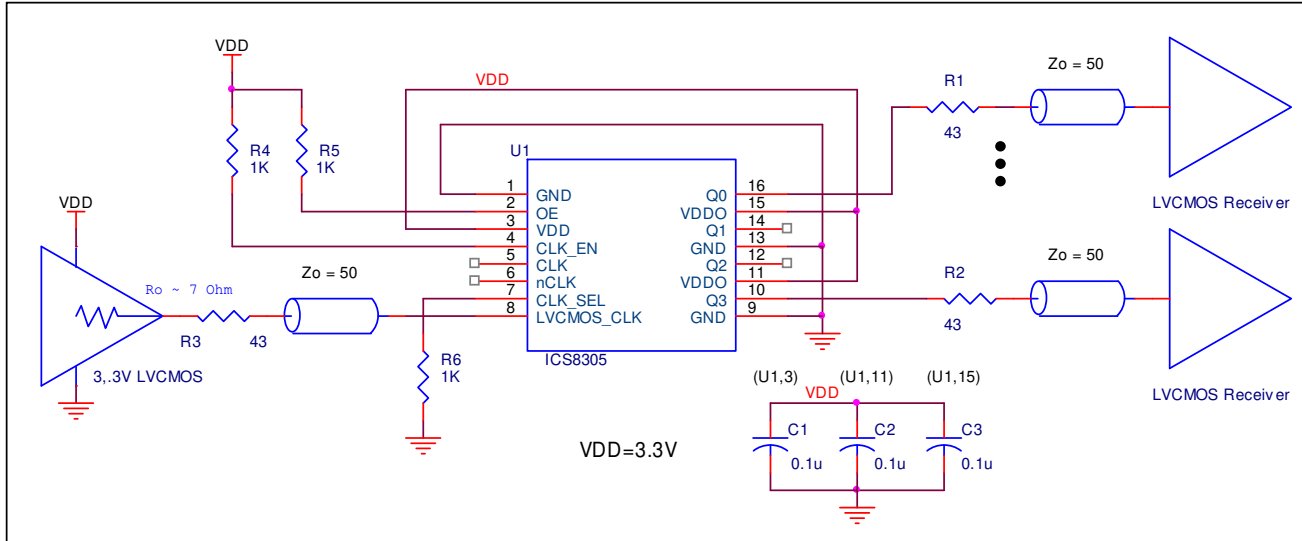 VDD
R4
1K
R5
1K
VDD
U1
1
GND
2
OE
3
VDD
4
CLK_EN
5
CLK
6
nCLK
7
CLK_SEL
8
LVCMOS_CLK
16
Q0
15
VDDO
14
Q1
13
GND
12
Q2
11
VDDO
10
Q3
9
GND
ICS8305
VDD
Ro ~ 7 Ohm
R3
43
3,.3V LVCMOS
Zo = 50
R6
1K
R1
43
Zo = 50
LVCMOS Receiver
R2
43
Zo = 50
LVCMOS Receiver
VDD=3.3V
(U1,3)
(U1,11)
(U1,15)
VDD
C1
0.1u
C2
0.1u
C3
0.1u